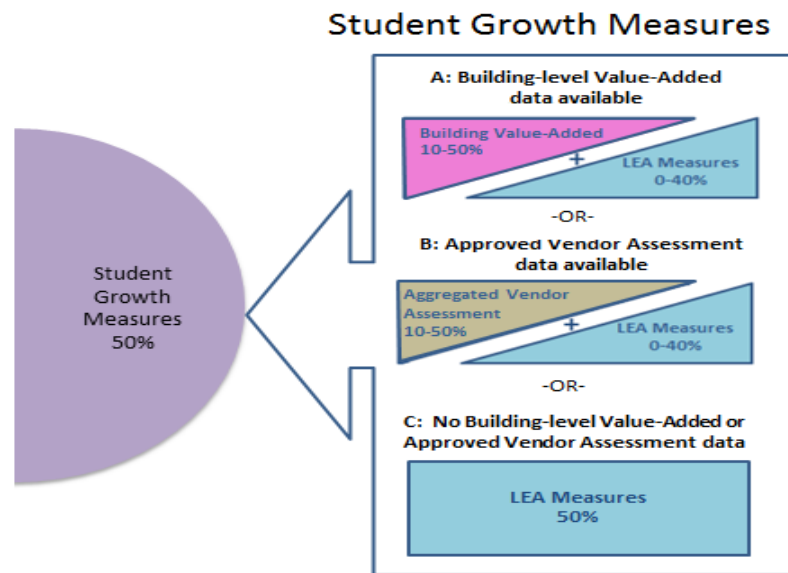 Student Growth Measures
Student
Growth
Measures
50%
A: Building-level Value-Added
data available
Building Value-Added
10-50%
+
LEA Measures
0-40%
-OR-
B: Approved Vendor Assessment
data available
Aggregated Vendor
Assessment
10-50%
+
LEA Measures
0-40%
-OR-
C: No Building-level Value-Added or
Approved Vendor Assessment data
LEA Measures
50%